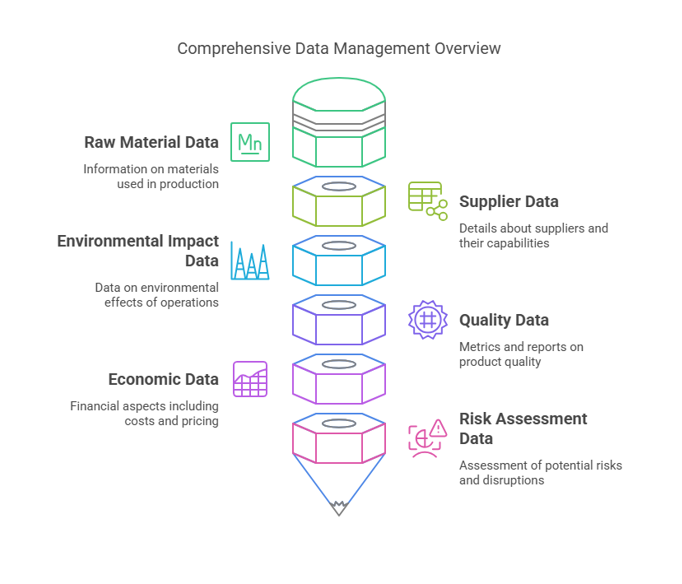 Comprehensive Data Management Overview
Raw Material Data
Mn
Information on materials
used in production
Supplier Data
Details about suppliers and
their capabilities
Environmental Impact
Data
Data on environmental
effects of operations
Quality Data
Metrics and reports on
product quality
Economic Data
Financial aspects including
costs and pricing
Risk Assessment
Data
Assessment of potential risks
and disruptions